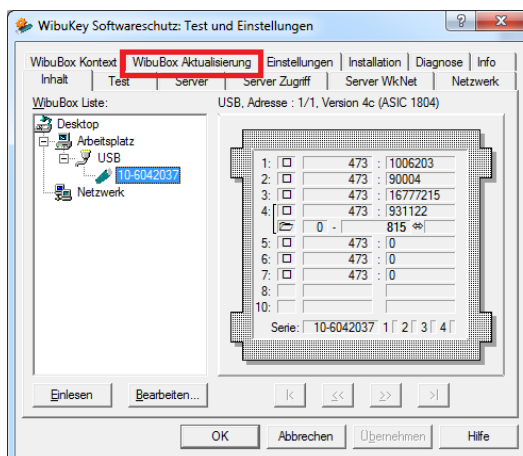 WibuKey Softwareschutz: Test und Einstellungen
WibuBox Kontext WibuBox Aktualisierung Einstellungen Installation Diagnose Info
Inhalt Test Server Server Zugriff Server WkNet Netzwerk
WibuBox Liste: USB, Adresse : 1/1, Version 4c (ASIC 1804)
Desktop
Arbeitsplatz
USB
10-6042037
Netzwerk
1: 473 : 1006203
2: 473 : 90004
3: 473 : 16777215
4: 473 : 931122
0 - 815
5: 473 : 0
6: 473 : 0
7: 473 : 0
8:
10:
Serie: 10-6042037 1 2 3 4
Einlesen Bearbeiten... |< << >> >|
OK Abbrechen Übernehmen Hilfe